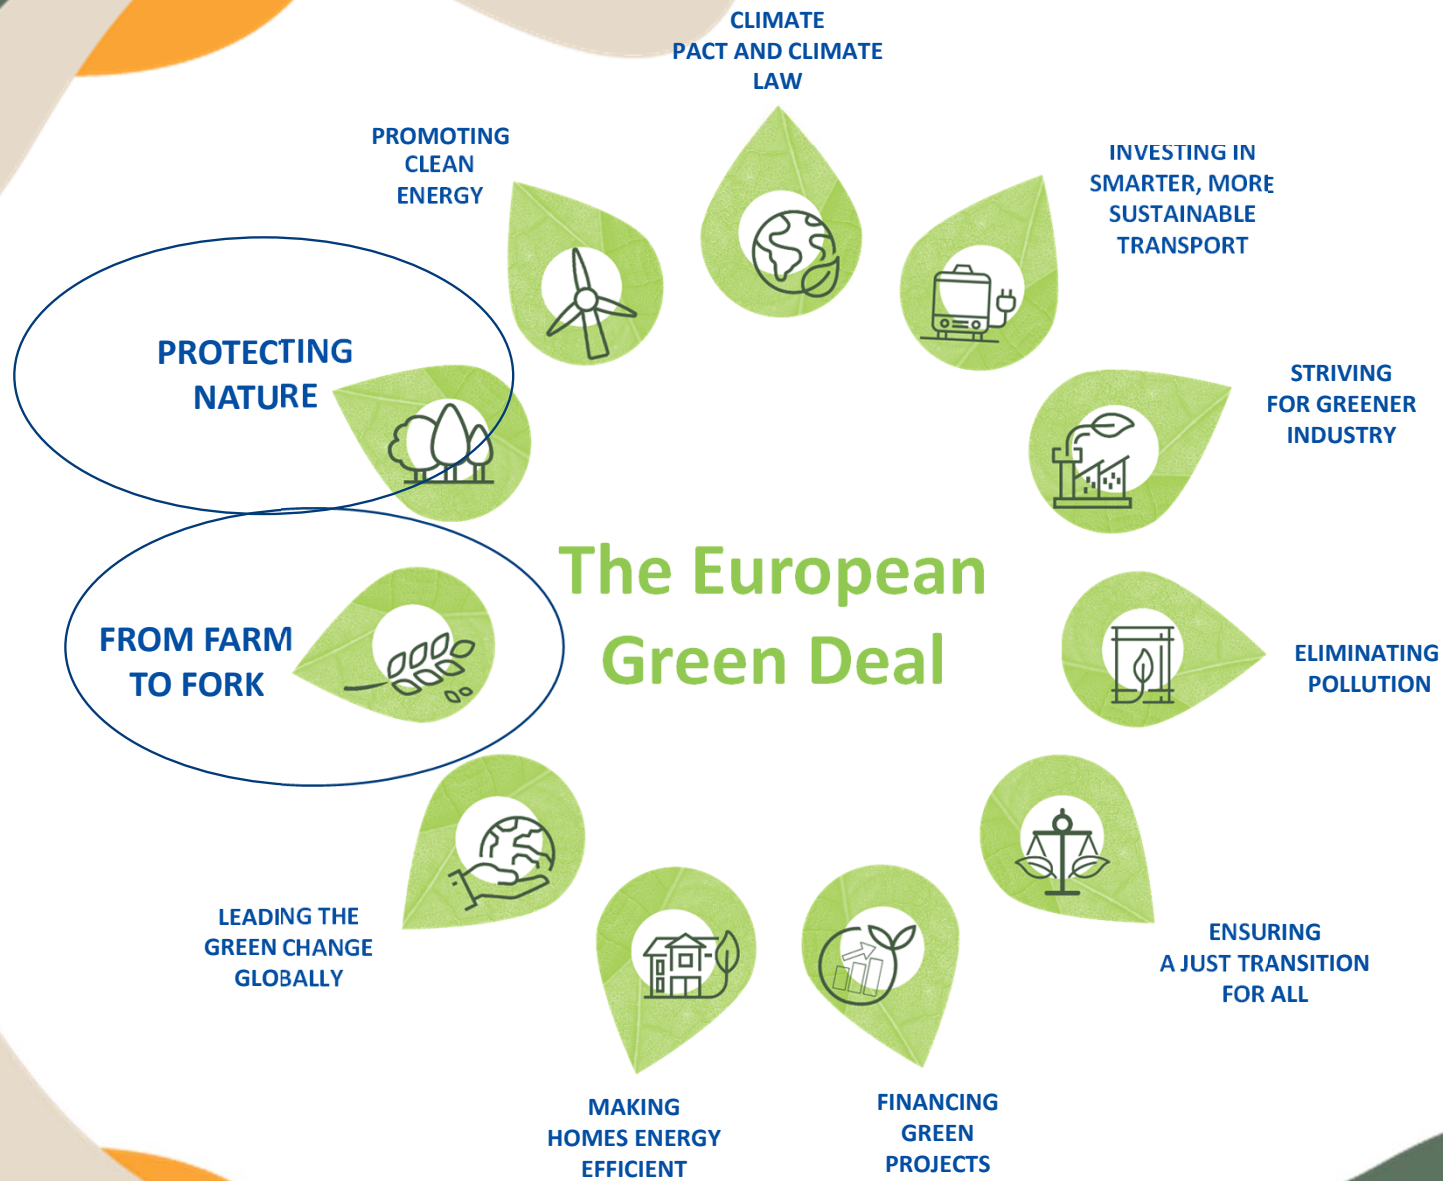 CLIMATE
PACT AND CLIMATE
LAW
PROMOTING
CLEAN
ENERGY
INVESTING IN
SMARTER, MORE
SUSTAINABLE
TRANSPORT
PROTECTING
NATURE
STRIVING
FOR GREENER
INDUSTRY
The European
Green Deal
FROM FARM
TO FORK
ELIMINATING
POLLUTION
LEADING THE
GREEN CHANGE
GLOBALLY
ENSURING
A JUST TRANSITION
FOR ALL
MAKING
HOMES ENERGY
EFFICIENT
FINANCING
GREEN
PROJECTS